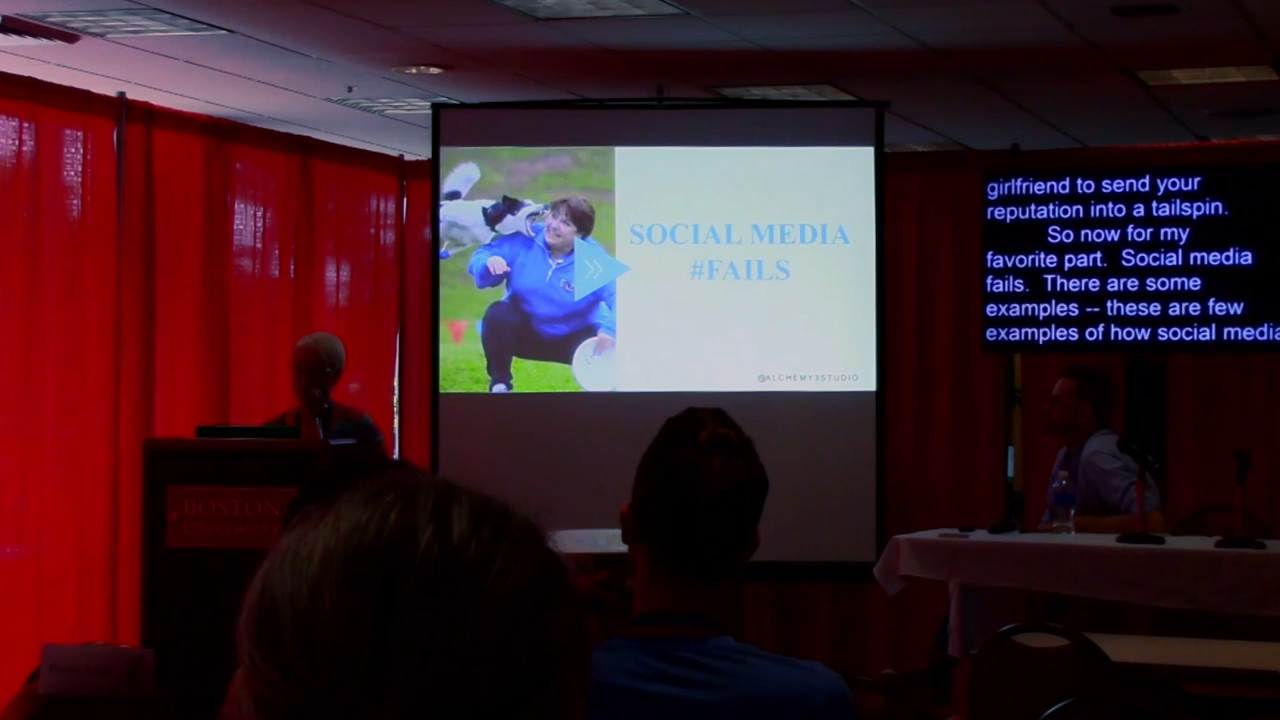 SOCIAL MEDIA
#FAILS
@ALCHEMY3STUDIO
girlfriend to send your
reputation into a tailspin.
So now for my
favorite part.  Social media
fails.  There are some
examples -- these are few
examples of how social media
BOSTON